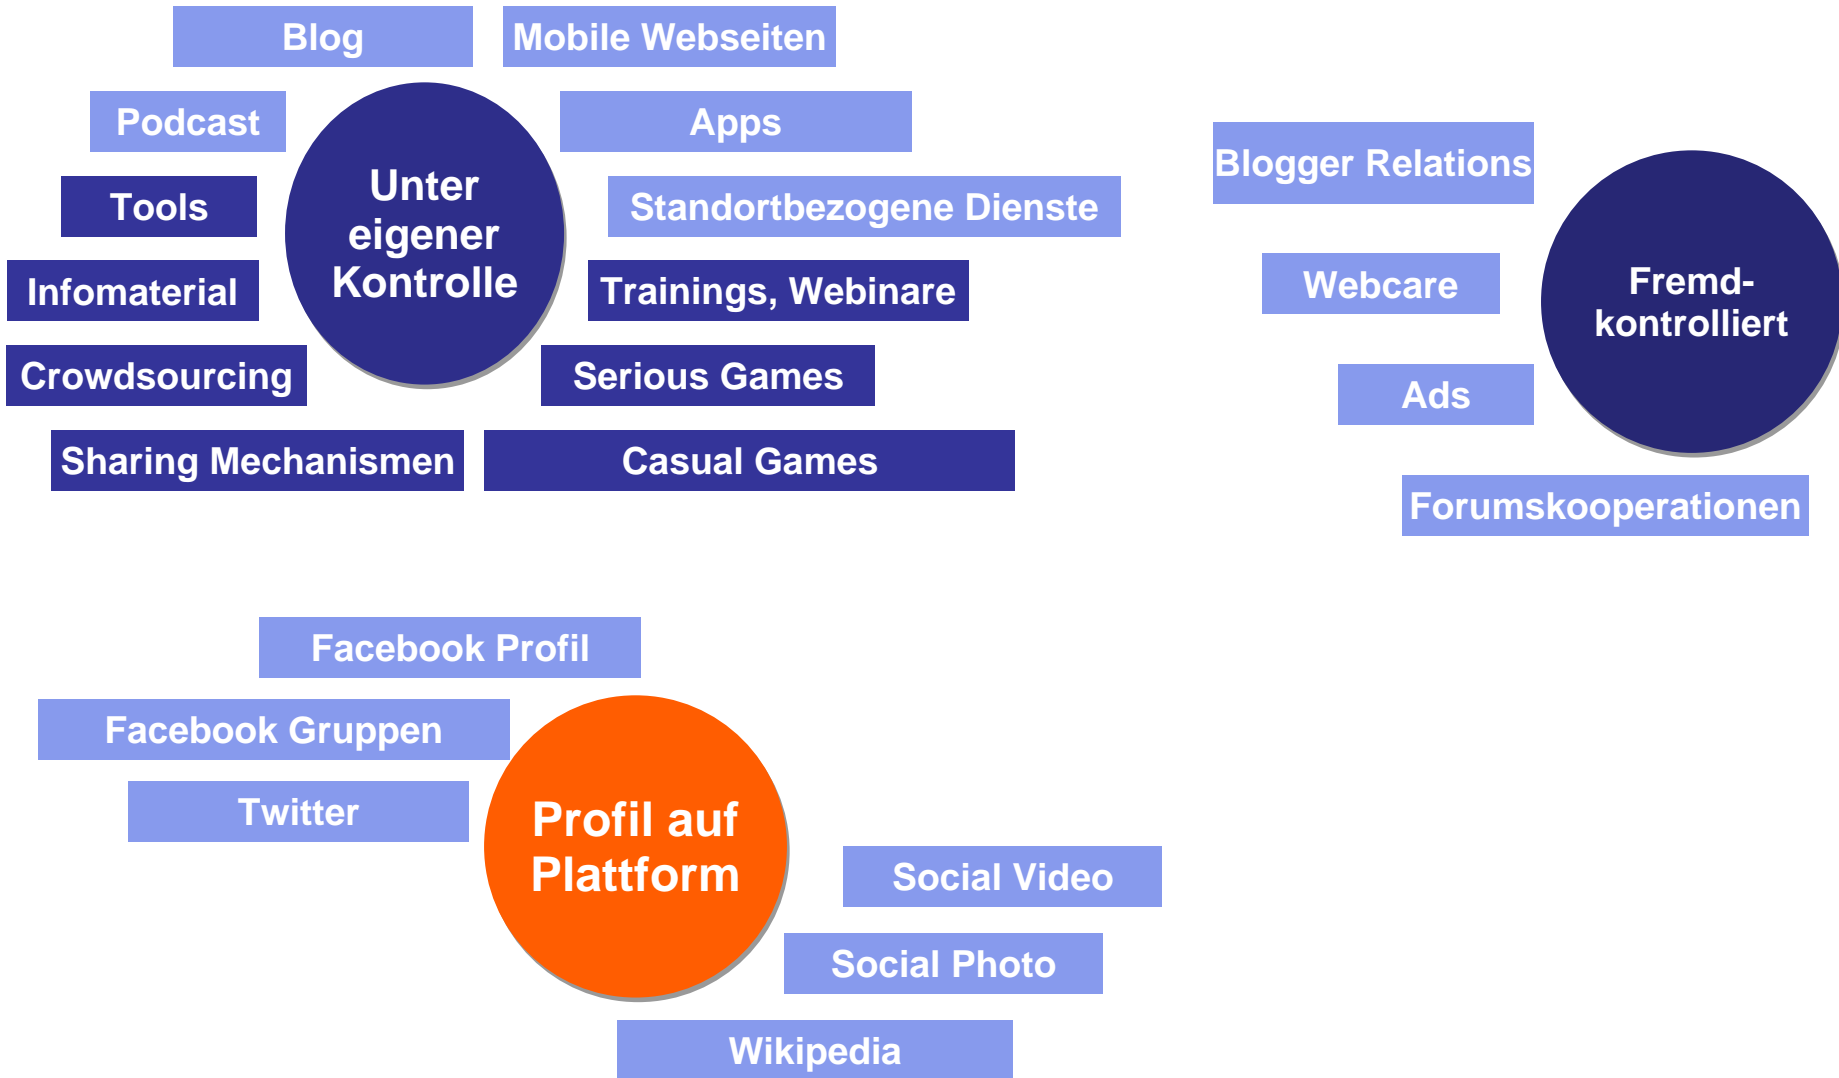 Blog
Mobile Webseiten
Podcast
Apps
Tools
Standortbezogene Dienste
Infomaterial
Trainings, Webinare
Crowdsourcing
Serious Games
Sharing Mechanismen
Casual Games
Unter
eigener
Kontrolle
Blogger Relations
Webcare
Ads
Forumskooperationen
Fremd-
kontrolliert
Facebook Profil
Facebook Gruppen
Twitter
Profil auf
Plattform
Social Video
Social Photo
Wikipedia